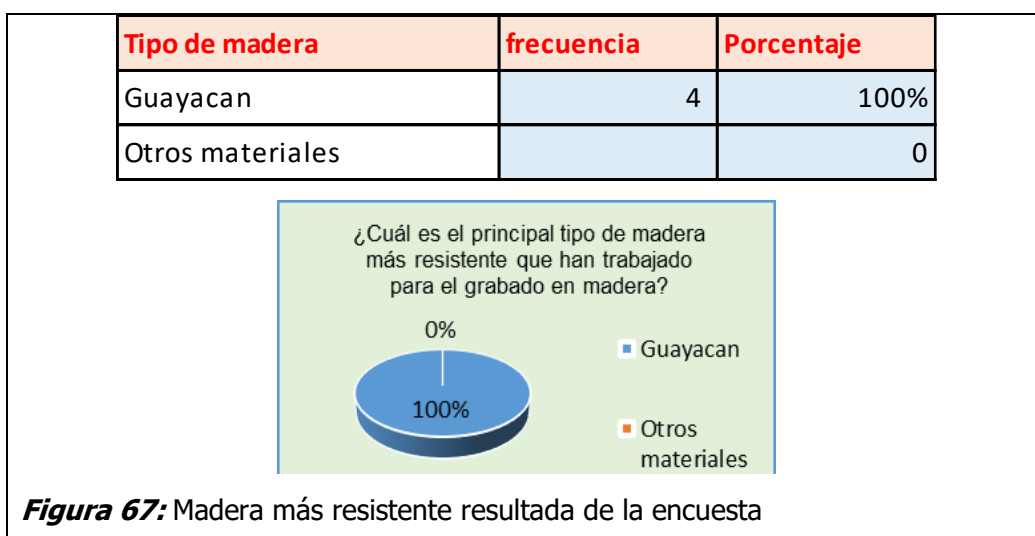 Tipo de madera frecuencia Porcentaje
Guayacan 4 100%
Otros materiales 0
¿Cuál es el principal tipo de madera
más resistente que han trabajado
para el grabado en madera?
0%
100%
Guayacan
Otros
materiales
Figura 67: Madera más resistente resultada de la encuesta